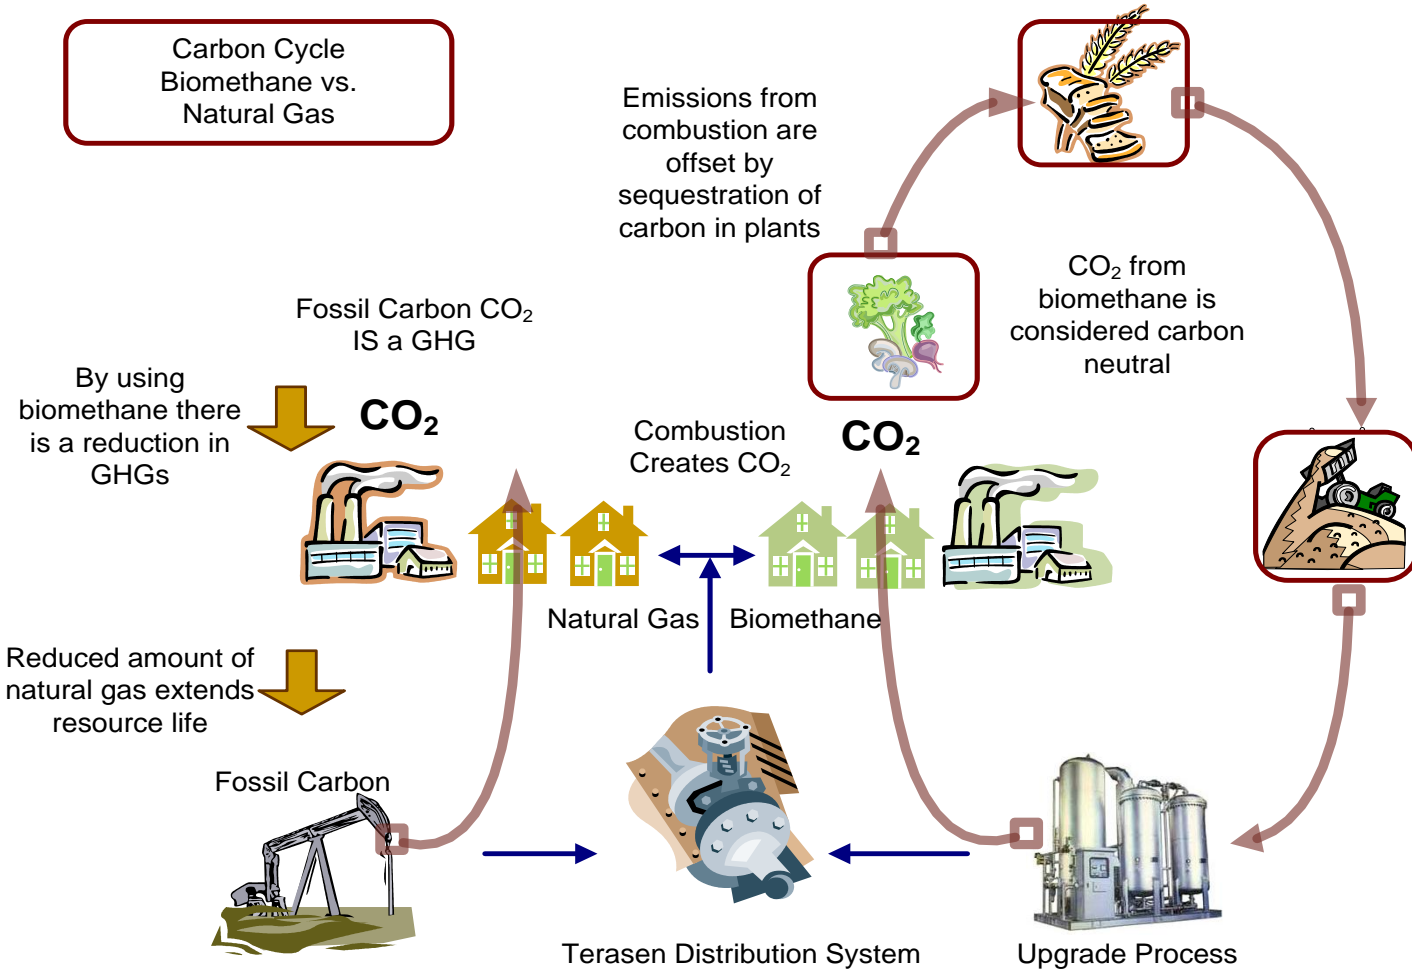 Carbon Cycle
Biomethane vs.
Natural Gas
Emissions from
combustion are
offset by
sequestration of
carbon in plants
CO₂ from
biomethane is
considered carbon
neutral
Fossil Carbon CO₂
IS a GHG
By using
biomethane there
is a reduction in
GHGs
CO₂
Combustion
Creates CO₂
CO₂
Natural Gas
Biomethane
Reduced amount of
natural gas extends
resource life
Fossil Carbon
Terasen Distribution System
Upgrade Process